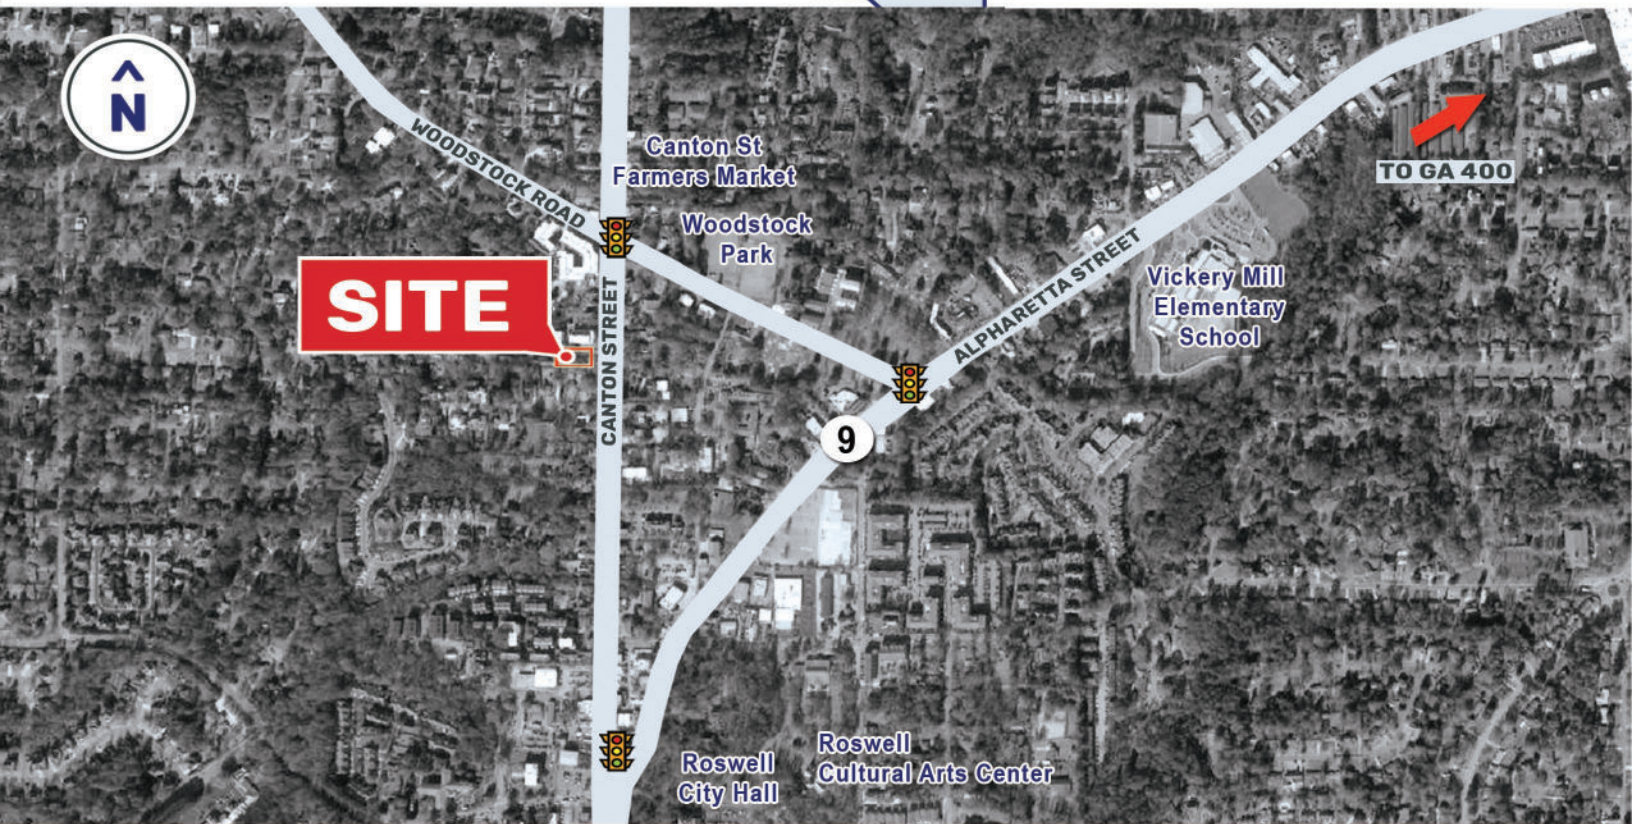 N
WOODSTOCK ROAD
Canton St
Farmers Market
Woodstock
Park
TO GA 400
SITE
CANTON STREET
ALPHARETTA STREET
Vickery Mill
Elementary
School
9
Roswell
City Hall
Roswell
Cultural Arts Center